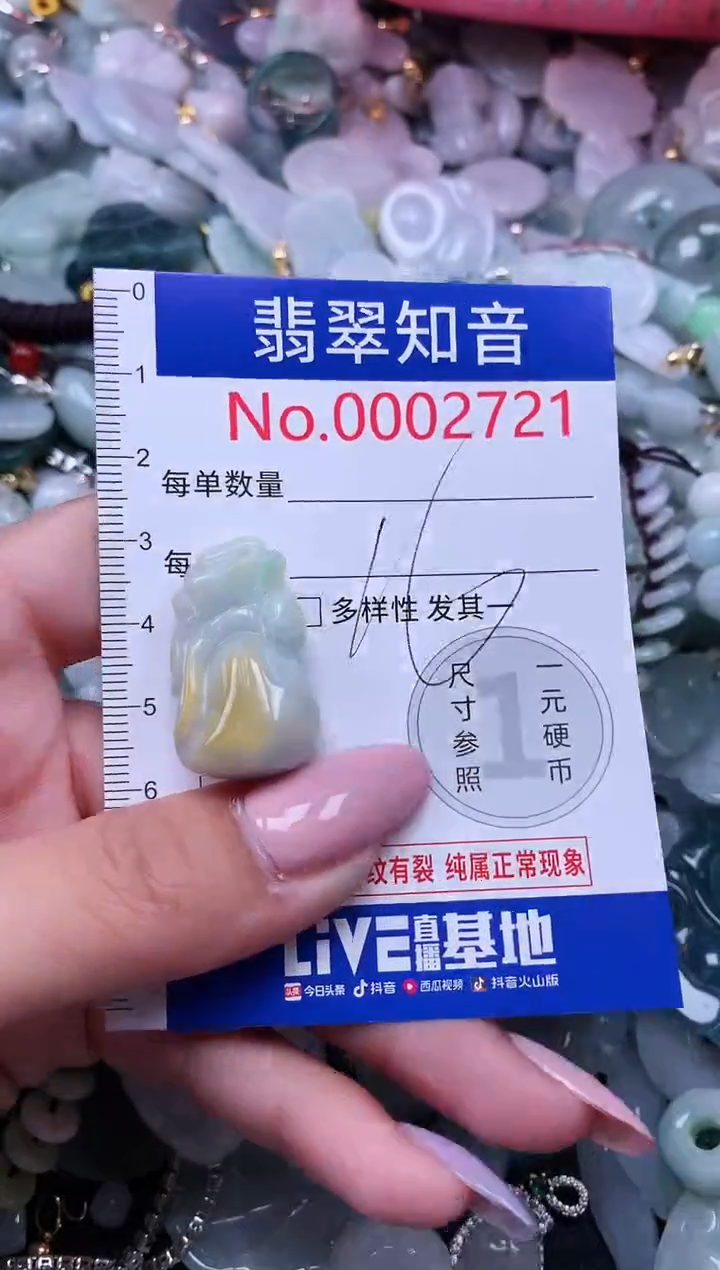 0
翡翠知音
1
No.0002721
2
每单数量
3
每
16
4
多样性 发其一
尺寸参照
1
一元硬币
5
6
纹有裂 纯属正常现象
LIVE直播基地
头条 今日头条 抖音 西瓜视频 抖音火山版